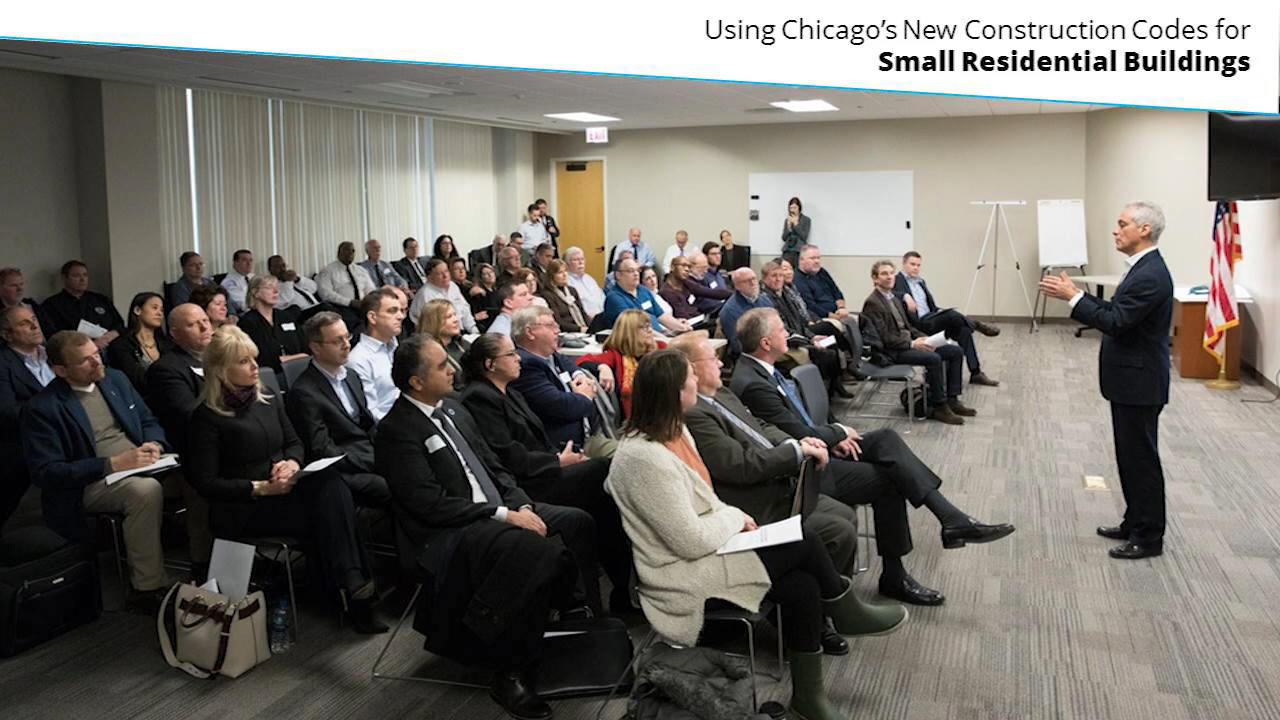 Using Chicago’s New Construction Codes for
Small Residential Buildings
EXIT